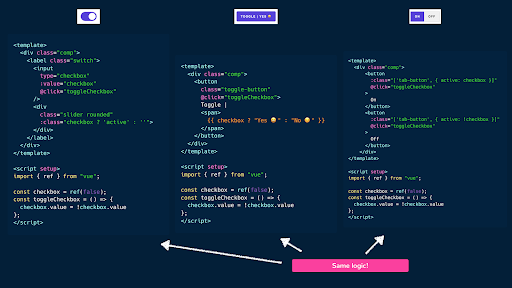 TOGGLE | YES 😀
ON OFF
<template>
  <div class="comp">
    <label class="switch">
      <input
        type="checkbox"
        :value="checkbox"
        @click="toggleCheckbox"
      />
      <div
        class="slider rounded"
        :class="checkbox ? 'active' : ''">
      </div>
    </label>
  </div>
</template>
<script setup>
import { ref } from "vue";
const checkbox = ref(false);
const toggleCheckbox = () => {
  checkbox.value = !checkbox.value
};
</script>
<template>
  <div class="comp">
    <button
      class="toggle-button"
      @click="toggleCheckbox">
      Toggle |
      <span>
        {{ checkbox ? "Yes 😀" : "No 😡" }}
      </span>
    </button>
  </div>
</template>
<script setup>
import { ref } from "vue";
const checkbox = ref(false);
const toggleCheckbox = () => {
  checkbox.value = !checkbox.value
};
</script>
<template>
  <div class="comp">
    <button
      :class="['tab-button', { active: checkbox }]"
      @click="toggleCheckbox"
    >
      On
    </button>
    <button
      :class="['tab-button', { active: !checkbox }]"
      @click="toggleCheckbox"
    >
      Off
    </button>
  </div>
</template>
<script setup>
import { ref } from "vue";
const checkbox = ref(false);
const toggleCheckbox = () => {
  checkbox.value = !checkbox.value
};
</script>
Same logic!